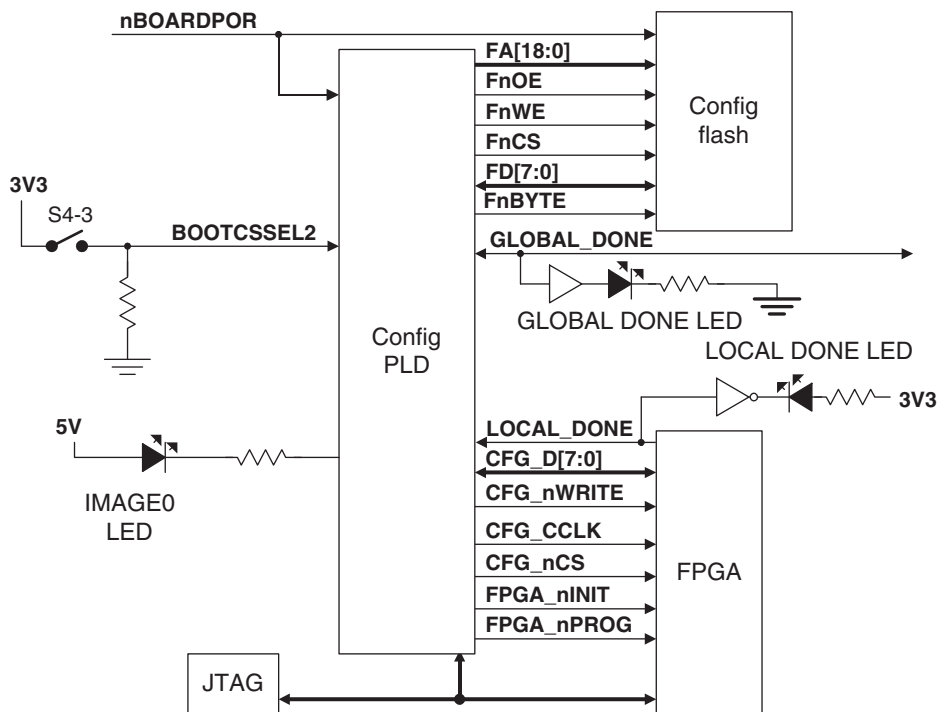 nBOARDPOR
FA[18:0]
FnOE
FnWE
FnCS
FD[7:0]
FnBYTE
Config
flash
3V3
S4-3
BOOTCSSEL2
GLOBAL_DONE
GLOBAL DONE LED
Config
PLD
LOCAL DONE LED
3V3
5V
IMAGE0
LED
LOCAL_DONE
CFG_D[7:0]
CFG_nWRITE
CFG_CCLK
CFG_nCS
FPGA_nINIT
FPGA_nPROG
FPGA
JTAG